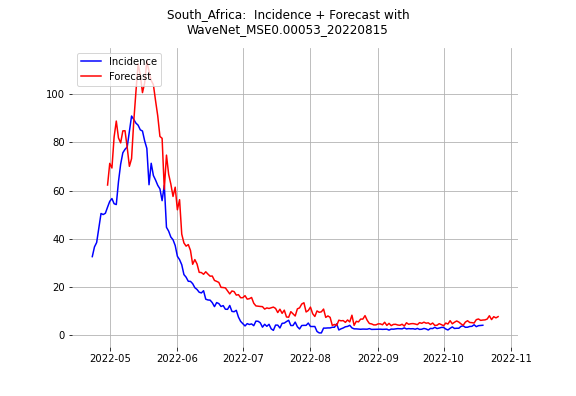 South_Africa:  Incidence + Forecast with
WaveNet_MSE0.00053_20220815
Incidence
Forecast
100
80
60
40
20
0
2022-05 2022-06 2022-07 2022-08 2022-09 2022-10 2022-11